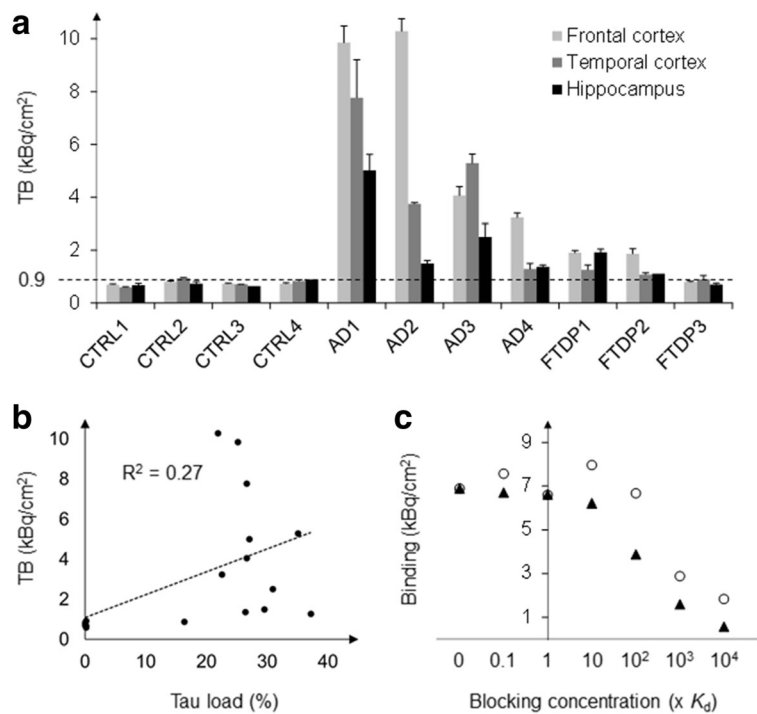 a
TB (kBq/cm²)
10
8
6
4
2
0.9
0
Frontal cortex
Temporal cortex
Hippocampus
CTRL1 CTRL2 CTRL3 CTRL4 AD1 AD2 AD3 AD4 FTDP1 FTDP2 FTDP3
b
TB (kBq/cm²)
10
8
6
4
2
0
R² = 0.27
0 10 20 30 40
Tau load (%)
c
Binding (kBq/cm²)
9
7
5
3
1
0 0.1 1 10 10² 10³ 10⁴
Blocking concentration (x Kd)